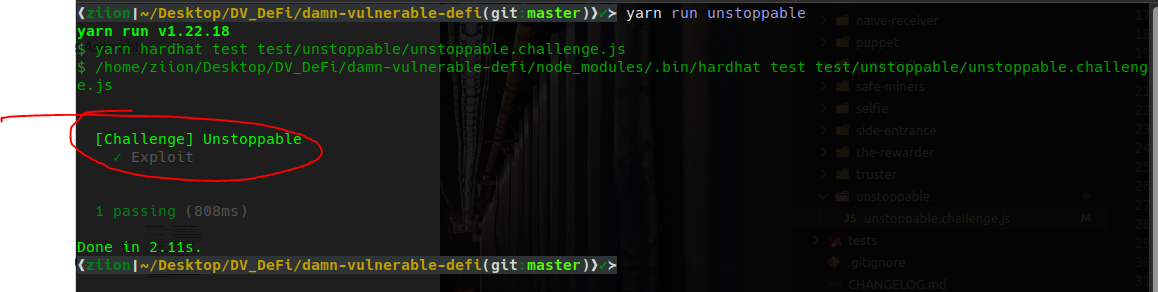 ❬ziion|~/Desktop/DV_DeFi/damn-vulnerable-defi(git:master)❭✔≻ yarn run unstoppable
yarn run v1.22.18
$ yarn hardhat test test/unstoppable/unstoppable.challenge.js
$ /home/ziion/Desktop/DV_DeFi/damn-vulnerable-defi/node_modules/.bin/hardhat test test/unstoppable/unstoppable.challeng
e.js
[Challenge] Unstoppable
✓ Exploit
1 passing (808ms)
Done in 2.11s.
❬ziion|~/Desktop/DV_DeFi/damn-vulnerable-defi(git:master)❭✔≻
naive-receiver
puppet
safe-miners
selfie
side-entrance
the-rewarder
truster
unstoppable
JS unstoppable.challenge.js M
tests
.gitignore
CHANGELOG.md